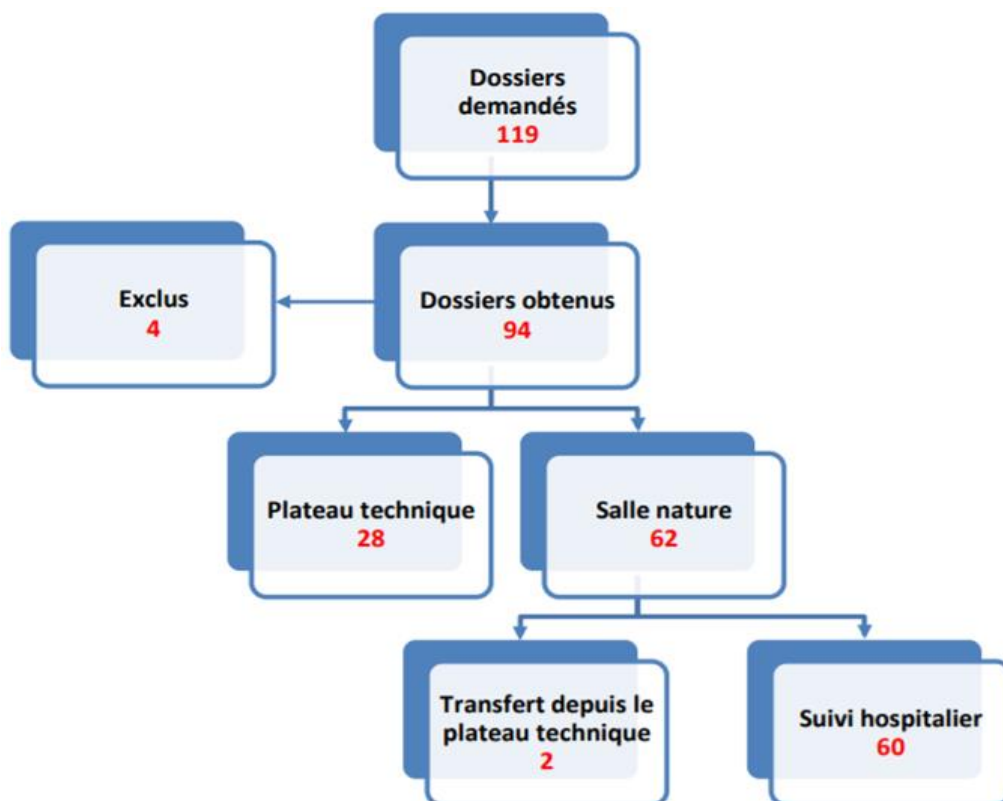 Dossiers
demandés
119
Exclus
4
Dossiers obtenus
94
Plateau technique
28
Salle nature
62
Transfert depuis le
plateau technique
2
Suivi hospitalier
60